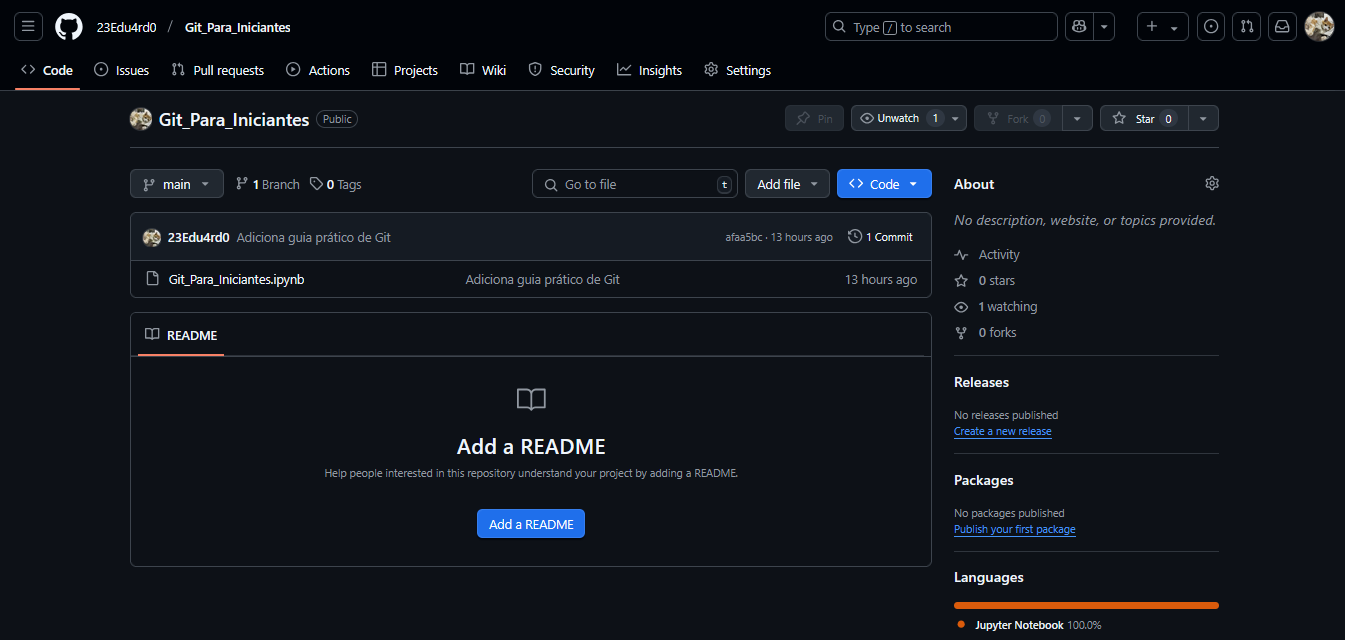 23Edu4rd0 / Git_Para_Iniciantes
Type / to search
Code Issues Pull requests Actions Projects Wiki Security Insights Settings
Git_Para_Iniciantes Public
Pin Unwatch 1 Fork 0 Star 0
main 1 Branch 0 Tags
Go to file t Add file Code
23Edu4rd0 Adiciona guia prático de Git afaa5bc · 13 hours ago 1 Commit
Git_Para_Iniciantes.ipynb Adiciona guia prático de Git 13 hours ago
README
Add a README
Help people interested in this repository understand your project by adding a README.
Add a README
About
No description, website, or topics provided.
Activity
0 stars
1 watching
0 forks
Releases
No releases published
Create a new release
Packages
No packages published
Publish your first package
Languages
Jupyter Notebook 100.0%